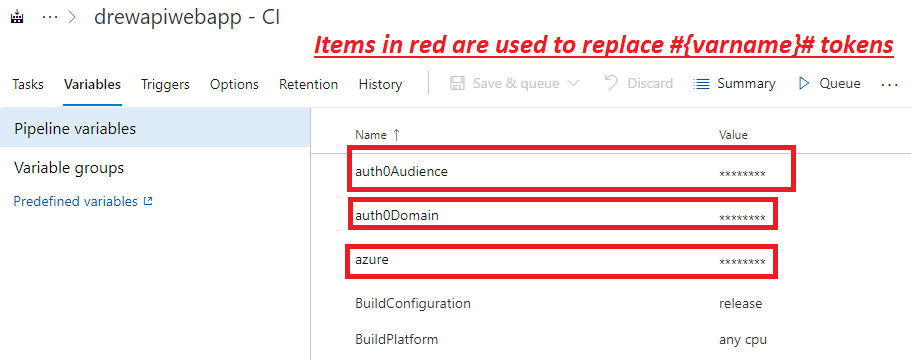 ··· > drewapiwebapp - CI
Items in red are used to replace #{varname}# tokens
Tasks Variables Triggers Options Retention History Save & queue Discard Summary Queue ···
Pipeline variables
Variable groups
Predefined variables
Name ↑ Value
auth0Audience ********
auth0Domain ********
azure ********
BuildConfiguration release
BuildPlatform any cpu